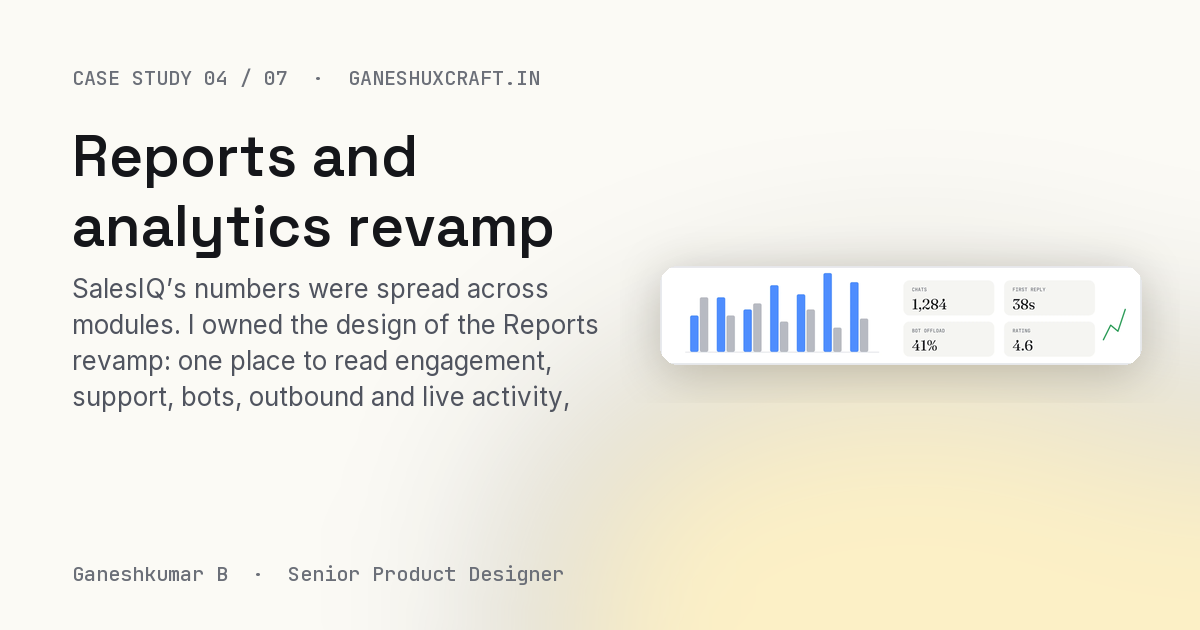 CASE STUDY 04 / 07 · GANESHUXCRAFT.IN
Reports and
analytics revamp
SalesIQ’s numbers were spread across
modules. I owned the design of the Reports
revamp: one place to read engagement,
support, bots, outbound and live activity,
CHATS
1,284
FIRST REPLY
38s
BOT OFFLOAD
41%
RATING
4.6
Ganeshkumar B · Senior Product Designer